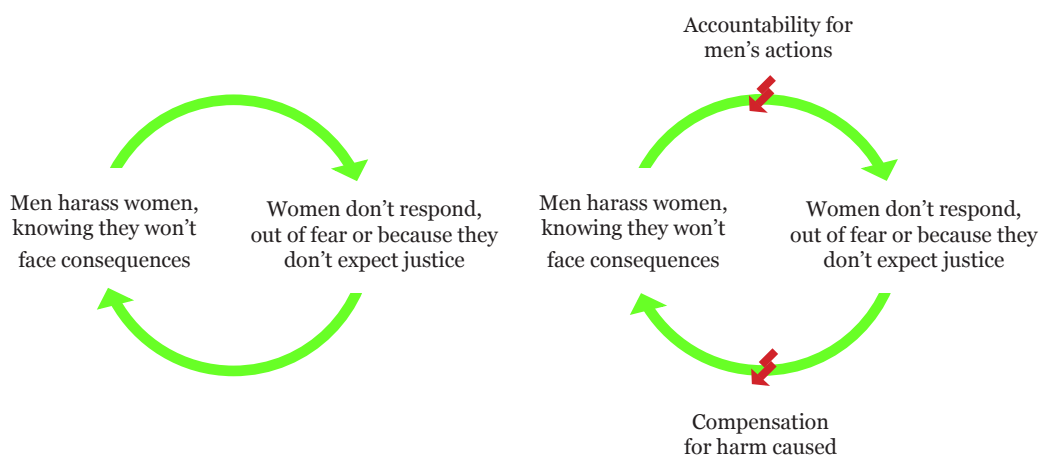 Accountability for
men's actions
Men harass women,
knowing they won't
face consequences
Women don't respond,
out of fear or because they
don't expect justice
Men harass women,
knowing they won't
face consequences
Women don't respond,
out of fear or because they
don't expect justice
Compensation
for harm caused